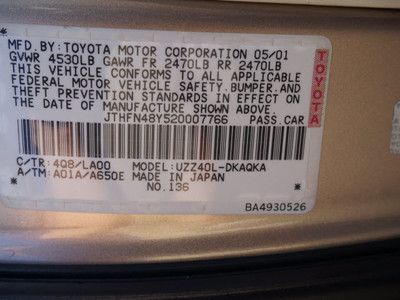 MFD. BY: TOYOTA MOTOR CORPORATION 05/01
GVWR 4530LB GAWR FR 2470LB RR 2470LB
THIS VEHICLE CONFORMS TO ALL APPLICABLE
FEDERAL MOTOR VEHICLE SAFETY, BUMPER, AND
THEFT PREVENTION STANDARDS IN EFFECT ON
THE DATE OF MANUFACTURE SHOWN ABOVE.
JTHFN48Y520007766 PASS.CAR
TOYOTA
C/TR: 4Q8/LA00 MODEL: UZZ40L-DKAQKA
A/TM: A01A/A650E MADE IN JAPAN
NO.136
BA4930526